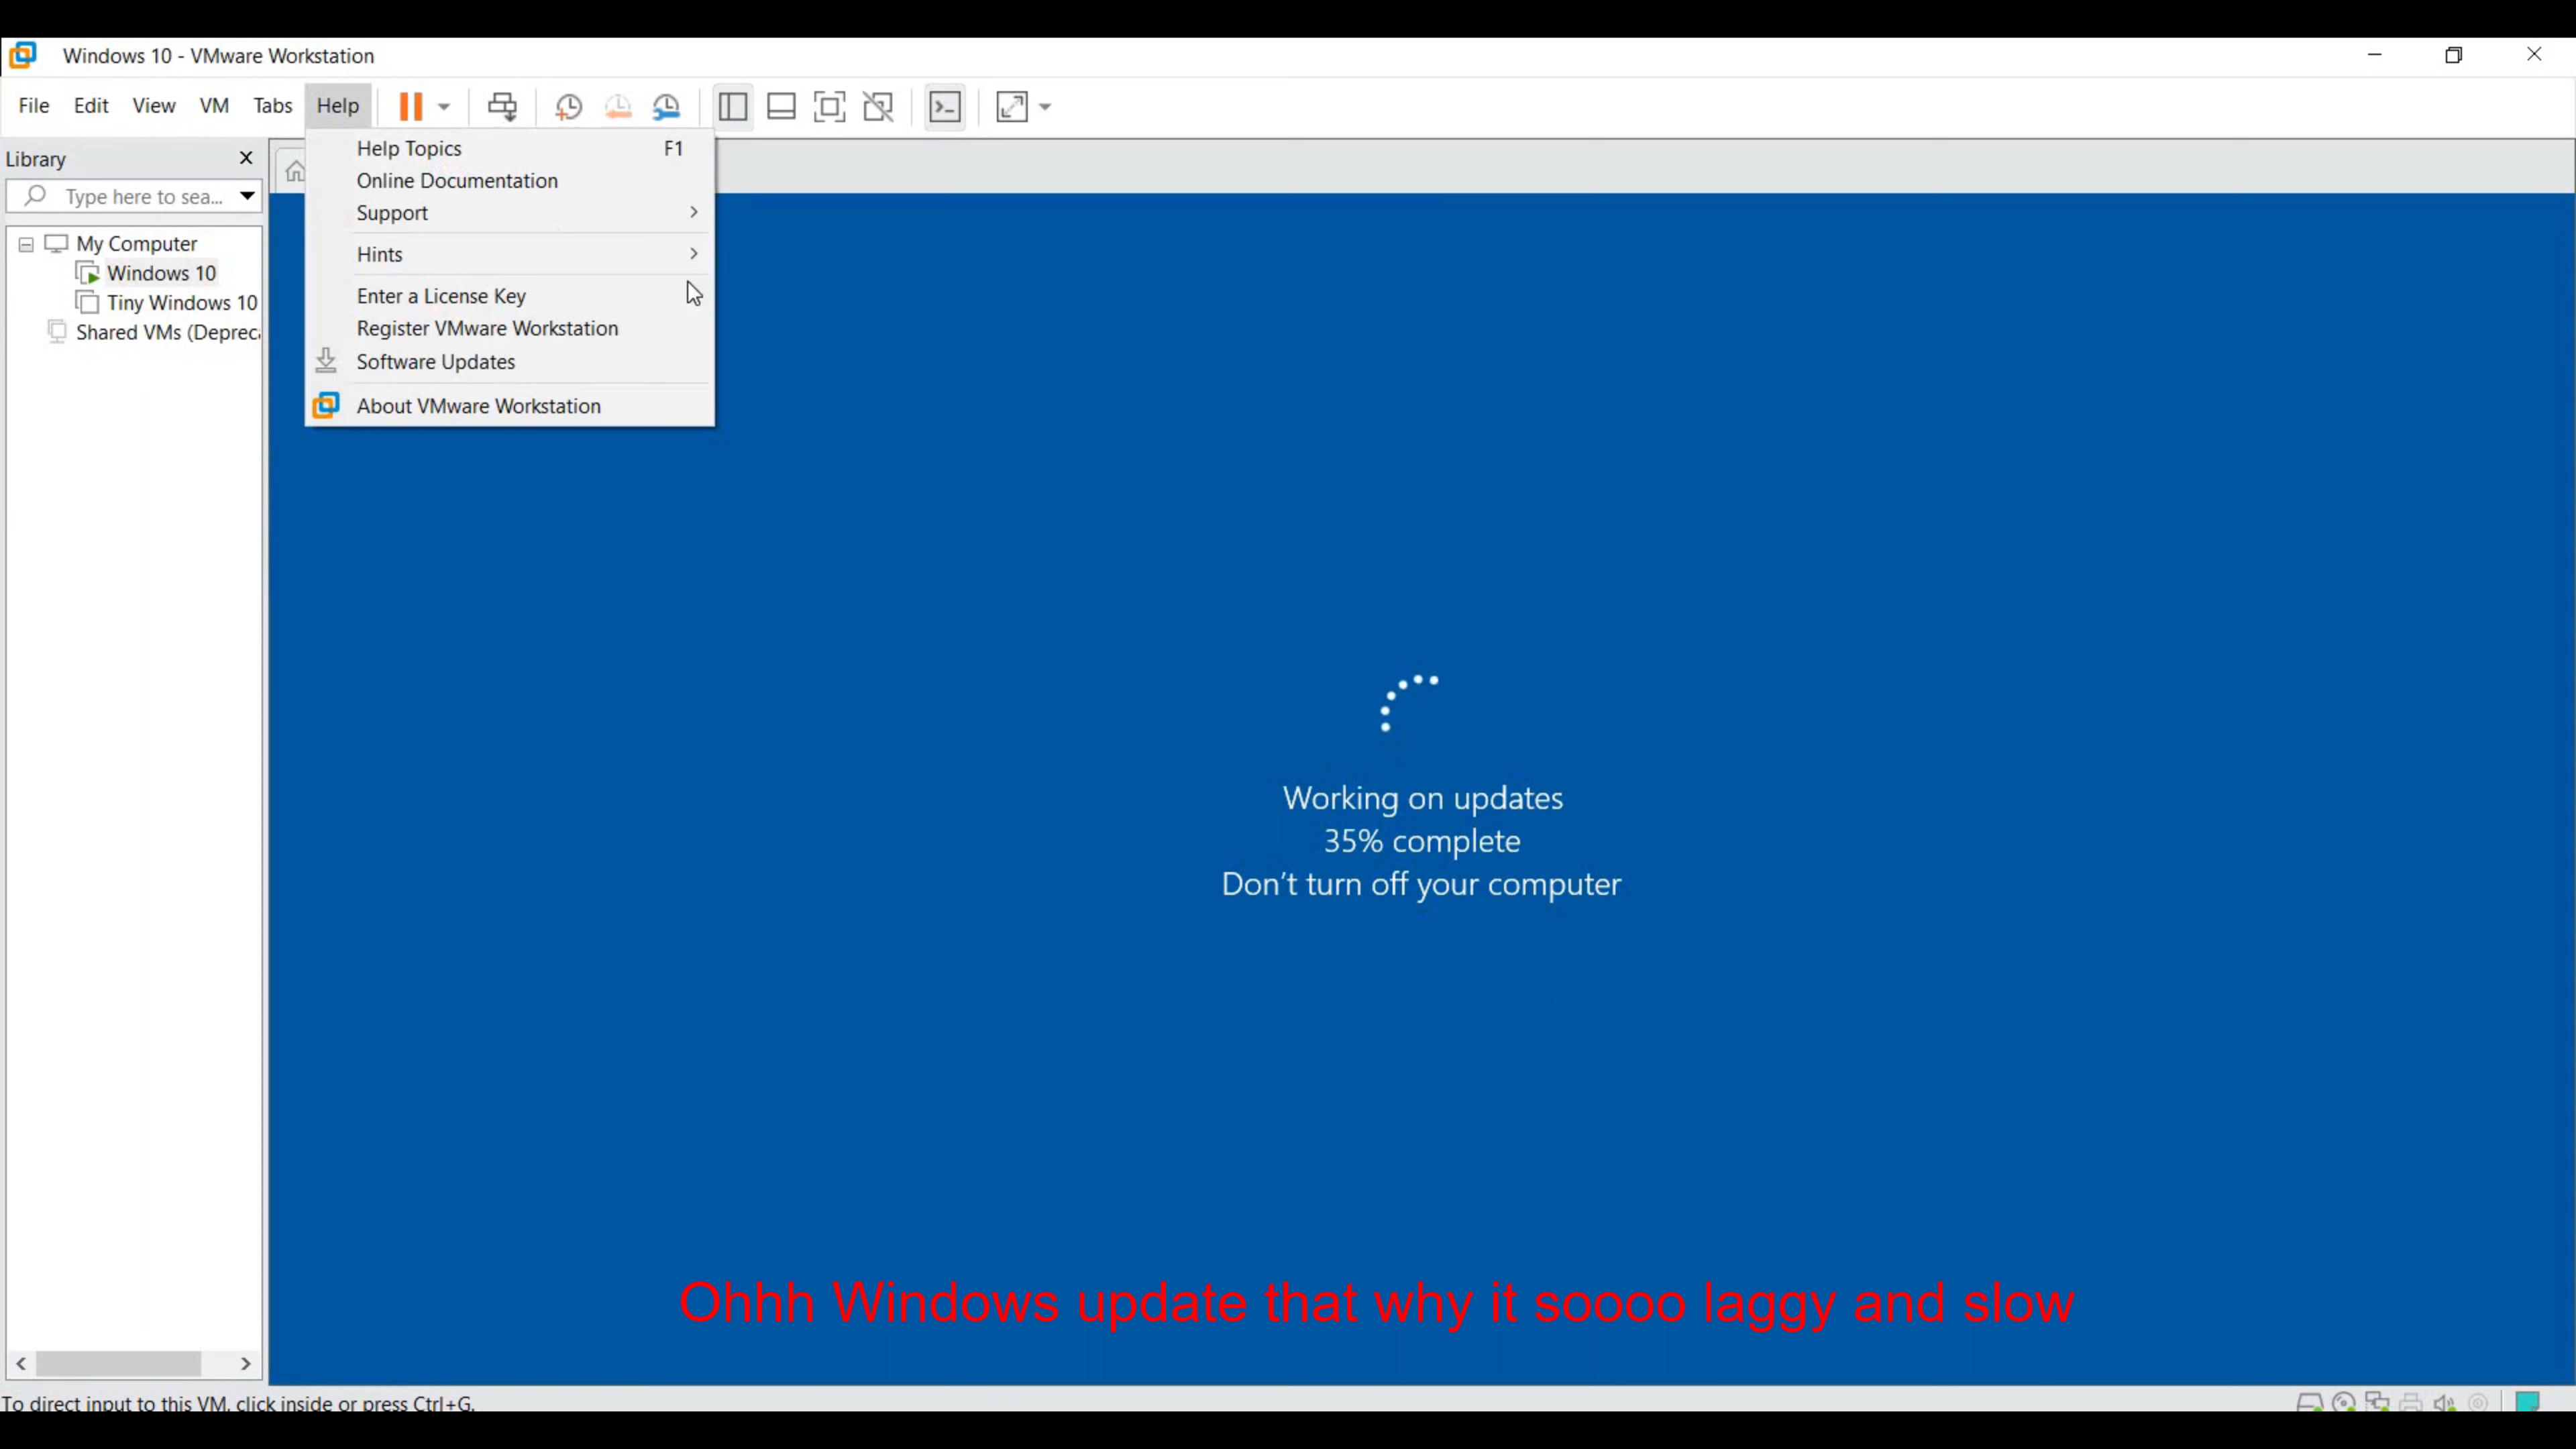 Windows 10 - VMware Workstation
File Edit View VM Tabs Help
Library
Type here to sea...
My Computer
Windows 10
Tiny Windows 10
Shared VMs (Depreca
Help Topics F1
Online Documentation
Support
Hints
Enter a License Key
Register VMware Workstation
Software Updates
About VMware Workstation
Working on updates
35% complete
Don't turn off your computer
Ohhh Windows update that why it soooo laggy and slow
To direct input to this VM, click inside or press Ctrl+G.